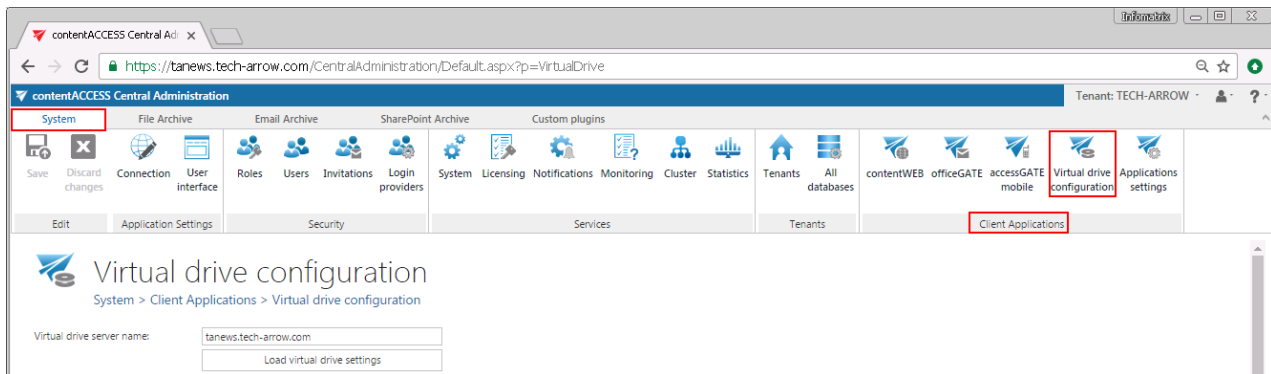 Infomatrix
contentACCESS Central Ad
https://tanews.tech-arrow.com/CentralAdministration/Default.aspx?p=VirtualDrive
contentACCESS Central Administration Tenant: TECH-ARROW ?
System File Archive Email Archive SharePoint Archive Custom plugins
Save Discard changes Connection User interface Roles Users Invitations Login providers System Licensing Notifications Monitoring Cluster Statistics Tenants All databases contentWEB officeGATE accessGATE mobile Virtual drive configuration Applications settings
Edit Application Settings Security Services Tenants Client Applications
Virtual drive configuration
System > Client Applications > Virtual drive configuration
Virtual drive server name: tanews.tech-arrow.com
Load virtual drive settings